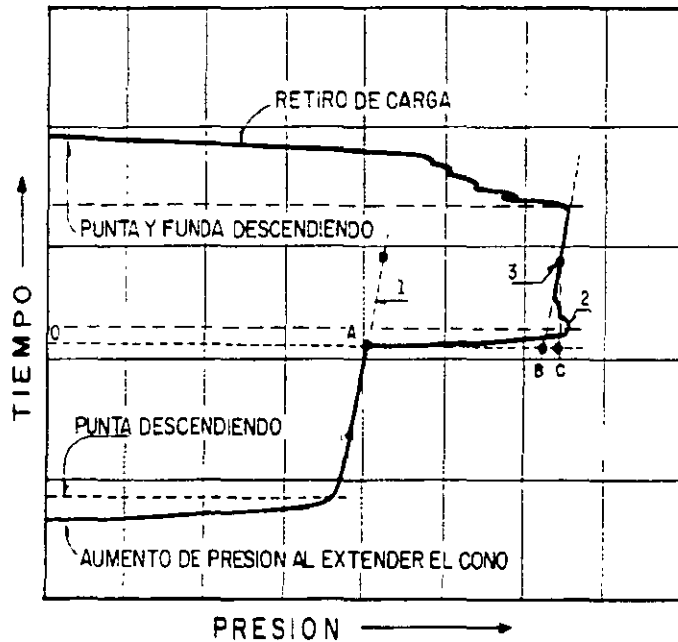 RETIRO DE CARGA
PUNTA Y FUNDA DESCENDIENDO
1
3
2
O
A
B
C
PUNTA DESCENDIENDO
AUMENTO DE PRESION AL EXTENDER EL CONO
TIEMPO
PRESION